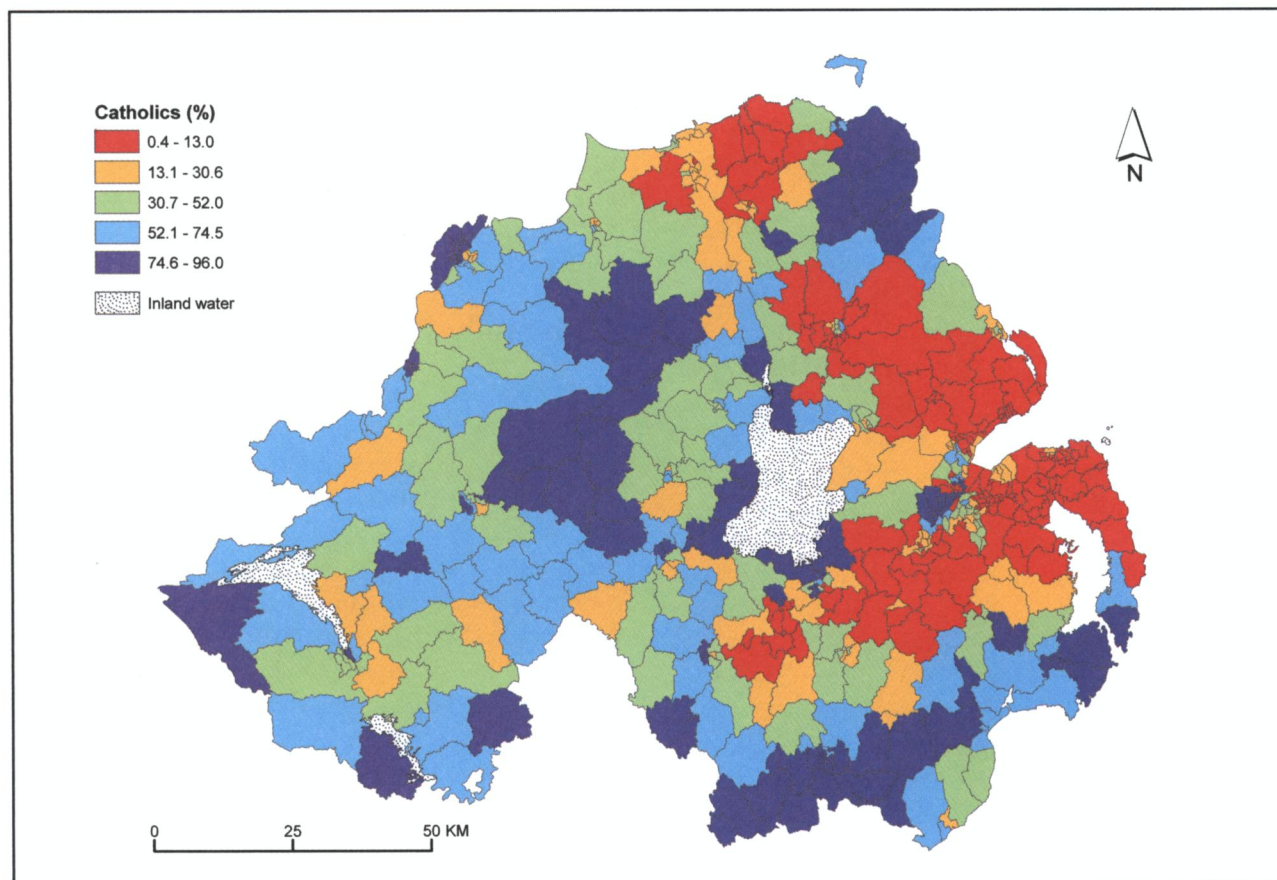 Catholics (%)
0.4 - 13.0
13.1 - 30.6
30.7 - 52.0
52.1 - 74.5
74.6 - 96.0
Inland water
N
0 25 50 KM